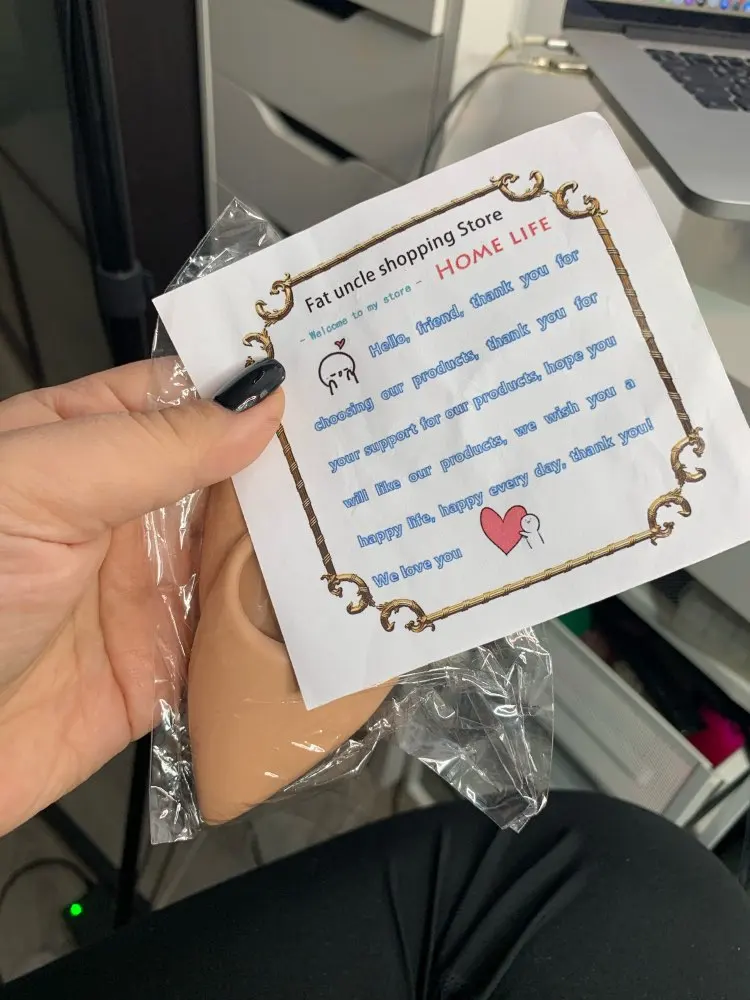 Fat uncle shopping Store
- Welcome to my store - HOME LIFE
Hello, friend, thank you for
choosing our products, thank you for
your support for our products, hope you
will like our products, we wish you a
happy life, happy every day, thank you!
We love you